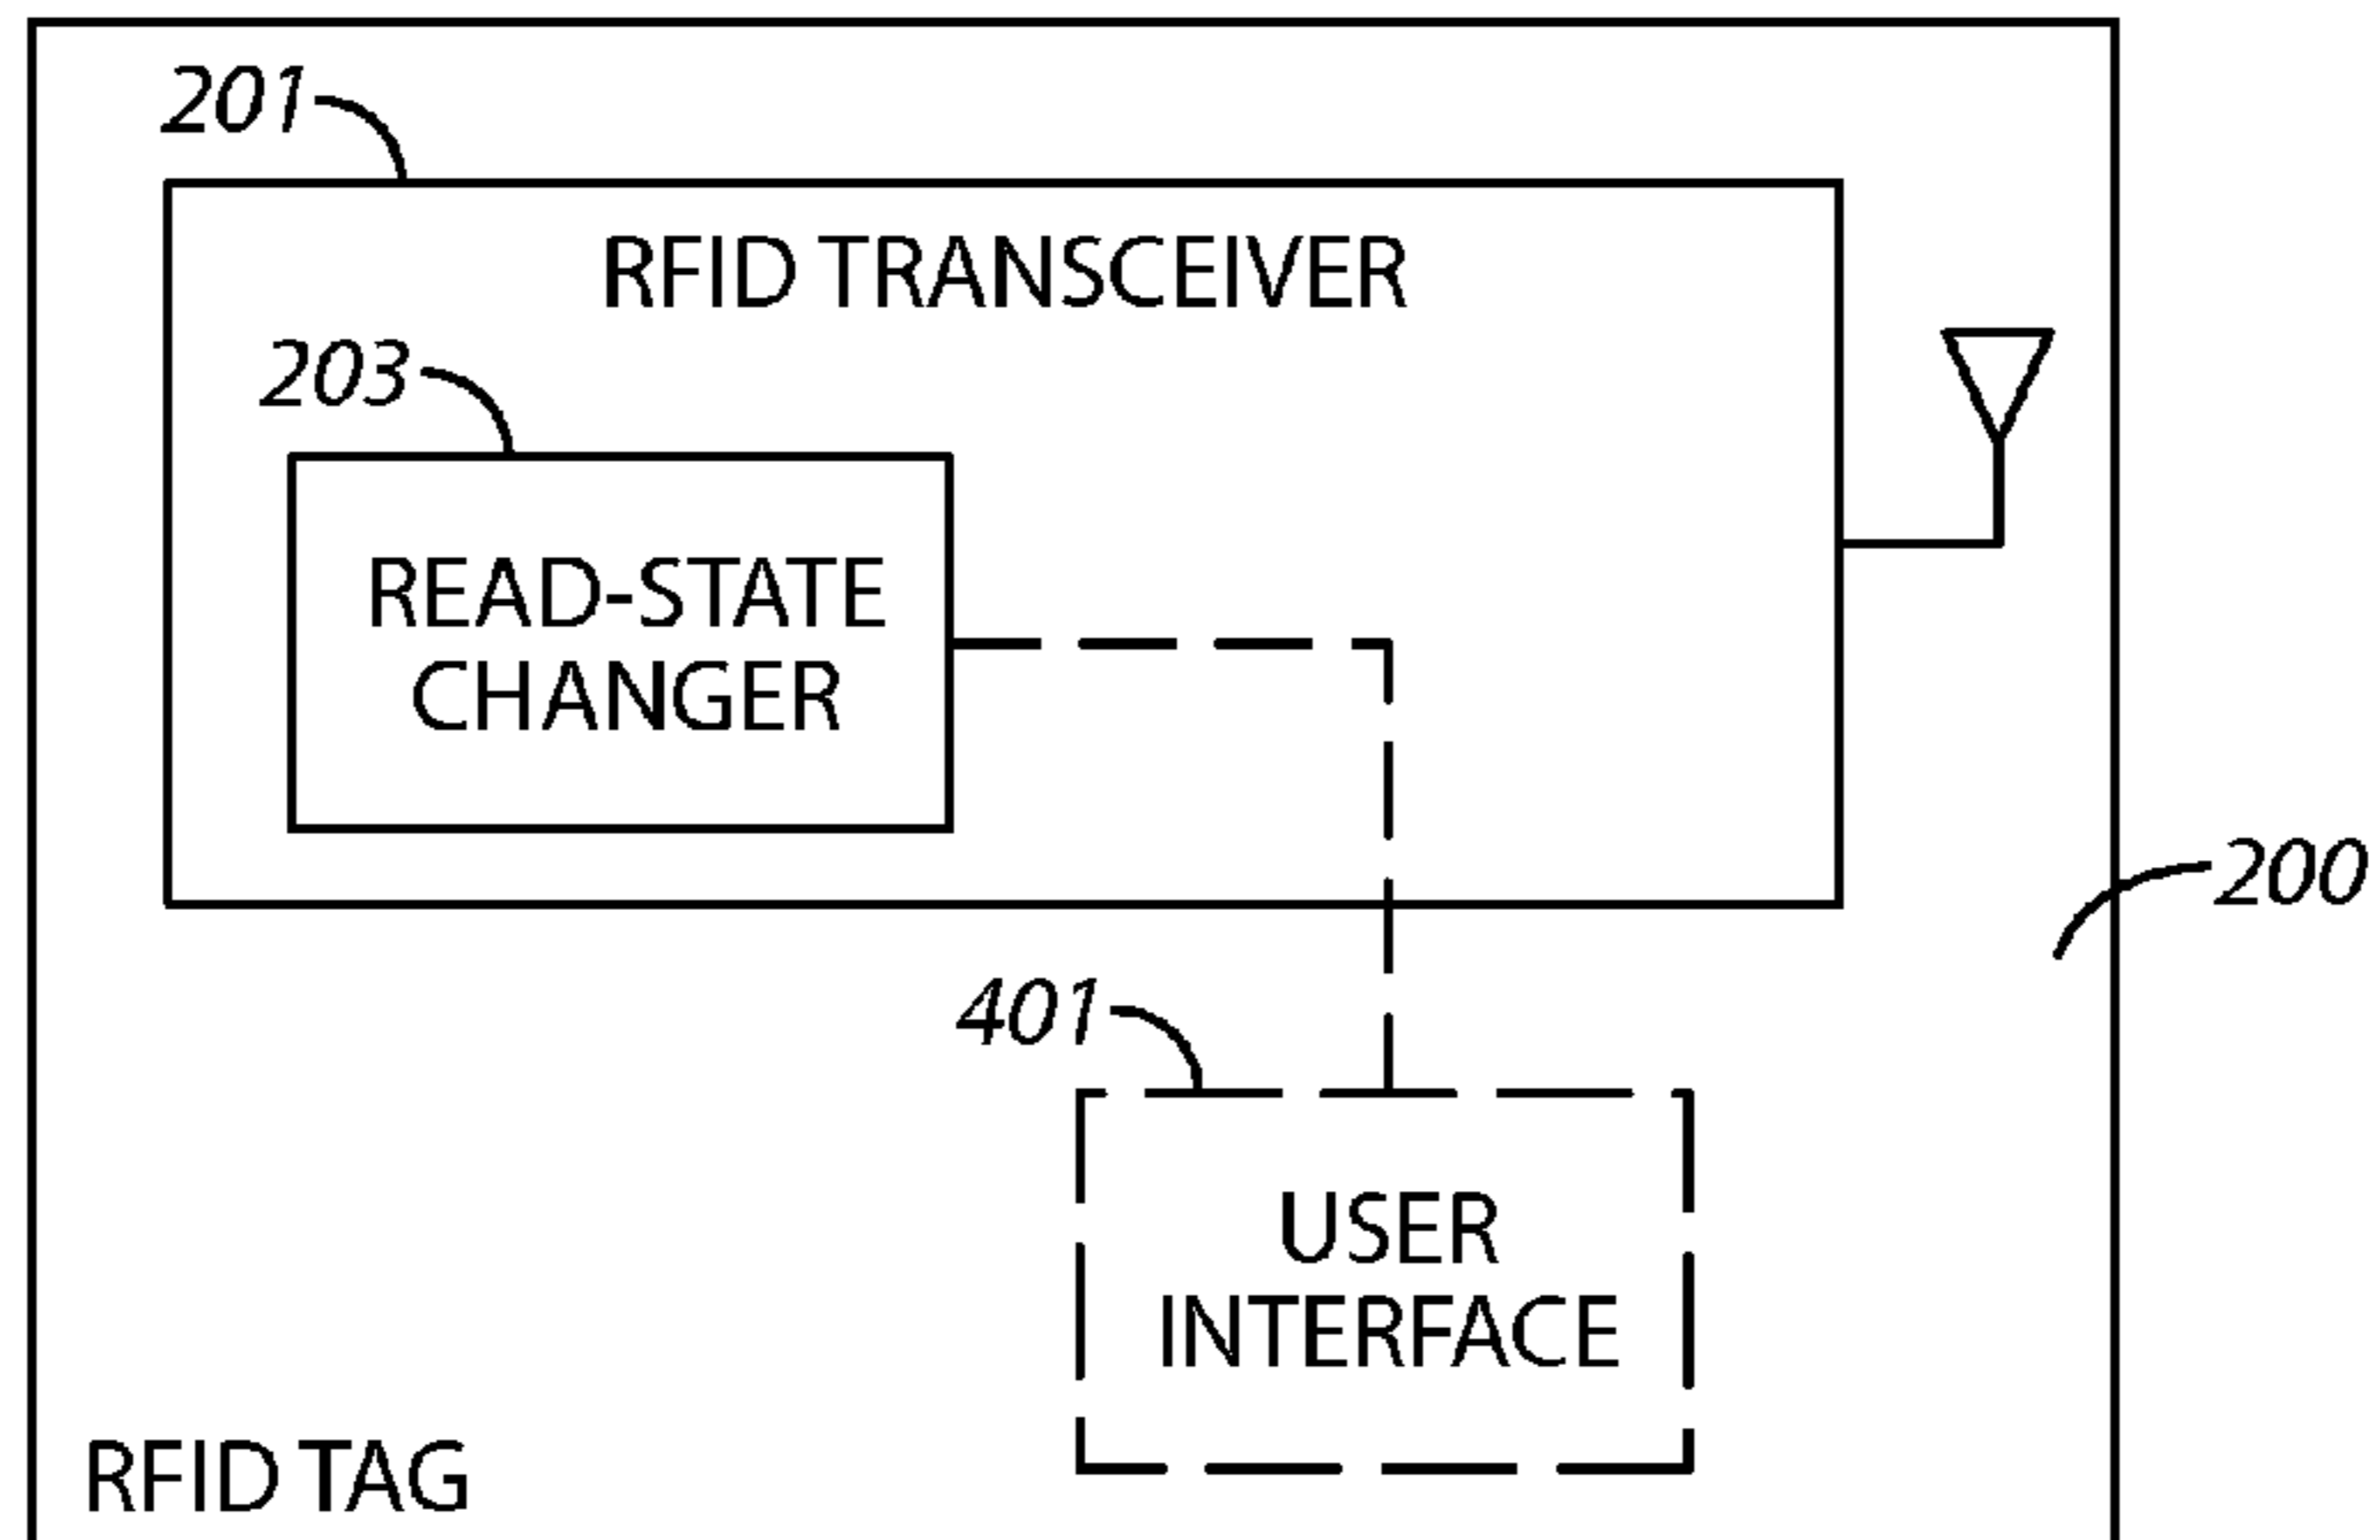 201
RFID TRANSCEIVER
203
READ-STATE
CHANGER
200
401
USER
INTERFACE
RFID TAG